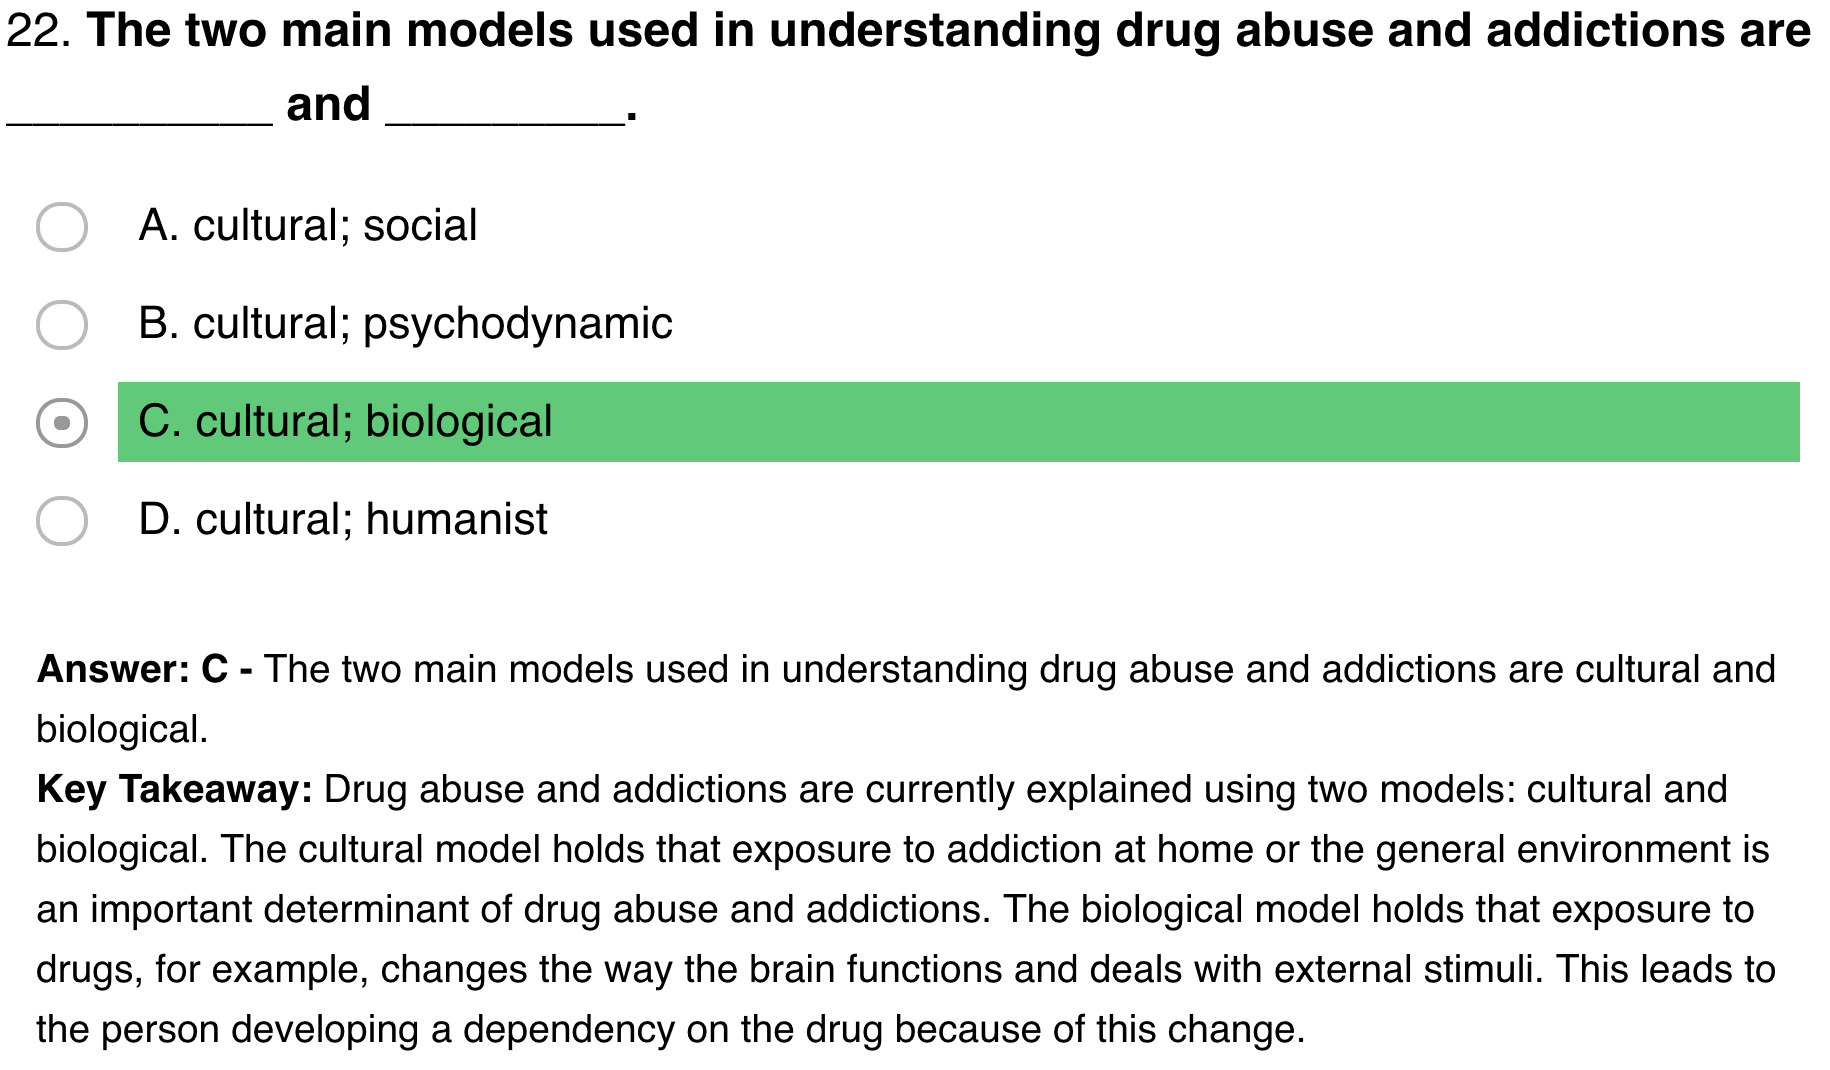 22. The two main models used in understanding drug abuse and addictions are
__________ and _________.
A. cultural; social
B. cultural; psychodynamic
C. cultural; biological
D. cultural; humanist
Answer: C - The two main models used in understanding drug abuse and addictions are cultural and
biological.
Key Takeaway: Drug abuse and addictions are currently explained using two models: cultural and
biological. The cultural model holds that exposure to addiction at home or the general environment is
an important determinant of drug abuse and addictions. The biological model holds that exposure to
drugs, for example, changes the way the brain functions and deals with external stimuli. This leads to
the person developing a dependency on the drug because of this change.